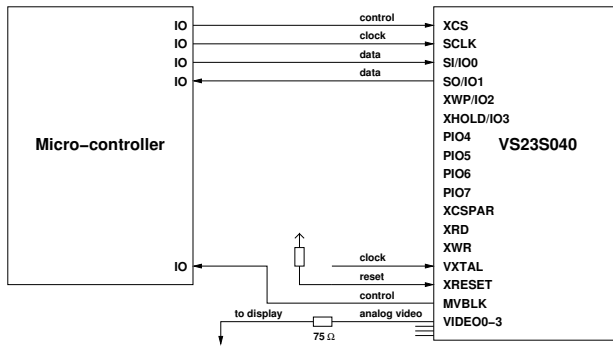 IO control XCS
IO clock SCLK
IO data SI/IO0
IO data SO/IO1
XWP/IO2
XHOLD/IO3
Micro-controller PIO4 VS23S040
PIO5
PIO6
PIO7
XCSPAR
XRD
XWR
IO clock VXTAL
reset XRESET
control MVBLK
to display analog video VIDEO0-3
75 Ω